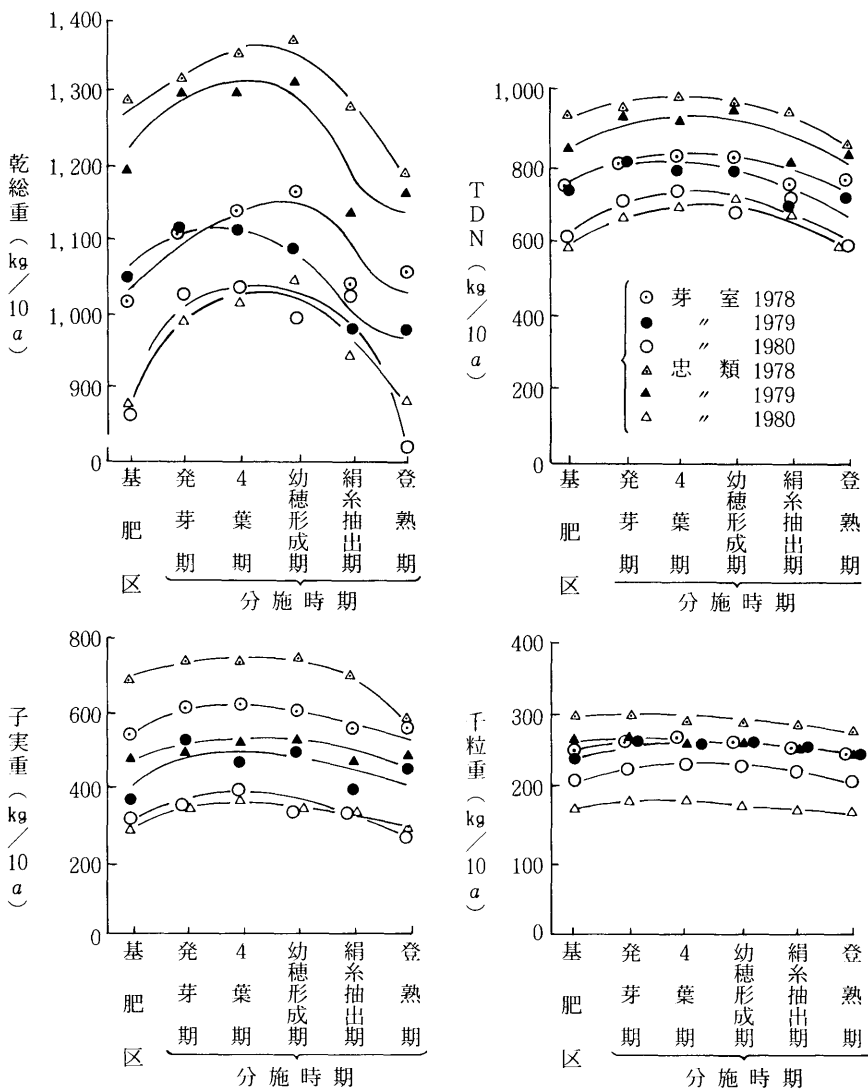 乾総重(kg/10a)
1,400
1,300
1,200
1,100
1,000
900
0
基肥区
発芽期
4葉期
幼穂形成期
絹糸抽出期
登熟期
分施時期
TDN(kg/10a)
1,000
800
600
400
200
0
芽室 1978
〃 1979
〃 1980
忠類 1978
〃 1979
〃 1980
基肥区
発芽期
4葉期
幼穂形成期
絹糸抽出期
登熟期
分施時期
子実重(kg/10a)
800
600
400
200
0
基肥区
発芽期
4葉期
幼穂形成期
絹糸抽出期
登熟期
分施時期
千粒重(kg/10a)
400
300
200
100
0
基肥区
発芽期
4葉期
幼穂形成期
絹糸抽出期
登熟期
分施時期